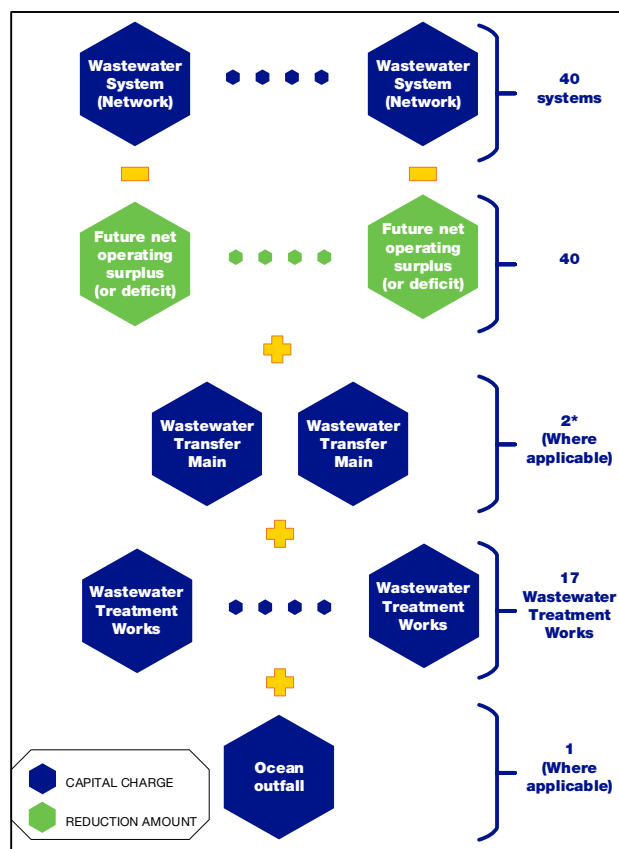 Wastewater
System
(Network)
Wastewater
System
(Network)
40
systems
Future net
operating
surplus
(or deficit)
Future net
operating
surplus
(or deficit)
40
Wastewater
Transfer
Main
Wastewater
Transfer
Main
2*
(Where
applicable)
Wastewater
Treatment
Works
Wastewater
Treatment
Works
17
Wastewater
Treatment
Works
Ocean
outfall
1
(Where
applicable)
CAPITAL CHARGE
REDUCTION AMOUNT